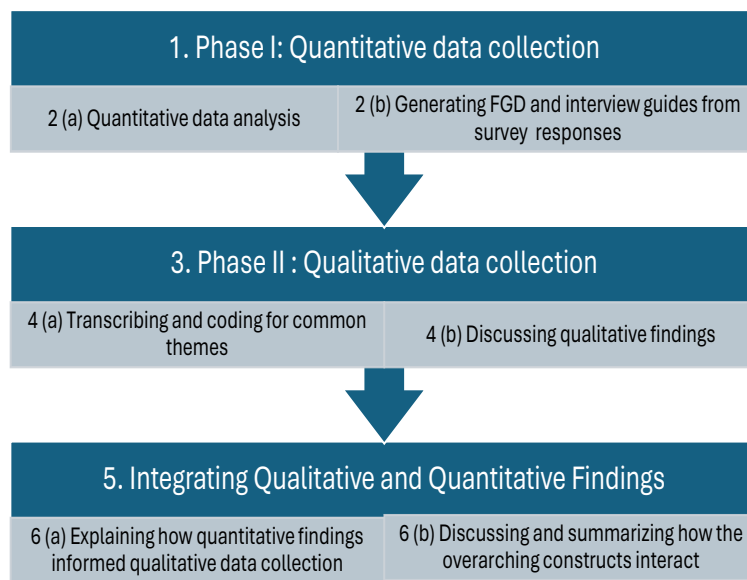 1. Phase I: Quantitative data collection
2 (a) Quantitative data analysis
2 (b) Generating FGD and interview guides from
survey responses
3. Phase II : Qualitative data collection
4 (a) Transcribing and coding for common
themes
4 (b) Discussing qualitative findings
5. Integrating Qualitative and Quantitative Findings
6 (a) Explaining how quantitative findings
informed qualitative data collection
6 (b) Discussing and summarizing how the
overarching constructs interact